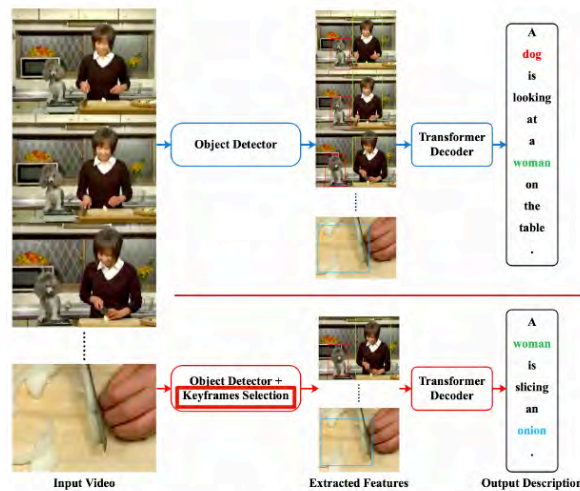 Object Detector
Transformer
Decoder
A
dog
is
looking
at
a
woman
on
the
table
.
Object Detector +
Keyframes Selection
Transformer
Decoder
A
woman
is
slicing
an
onion
.
Input Video
Extracted Features
Output Description